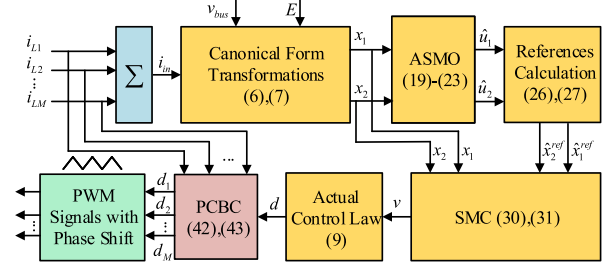 v_bus E
i_L1
i_L2
⋮
i_LM
Σ
i_in
Canonical Form
Transformations
(6),(7)
x_1
x_2
ASMO
(19)-(23)
û_1
û_2
References
Calculation
(26),(27)
x_2 x_1
x̂_2^ref x̂_1^ref
...
PWM
Signals with
Phase Shift
d_1
d_2
⋮
d_M
PCBC
(42),(43)
d
Actual
Control Law
(9)
v
SMC (30),(31)